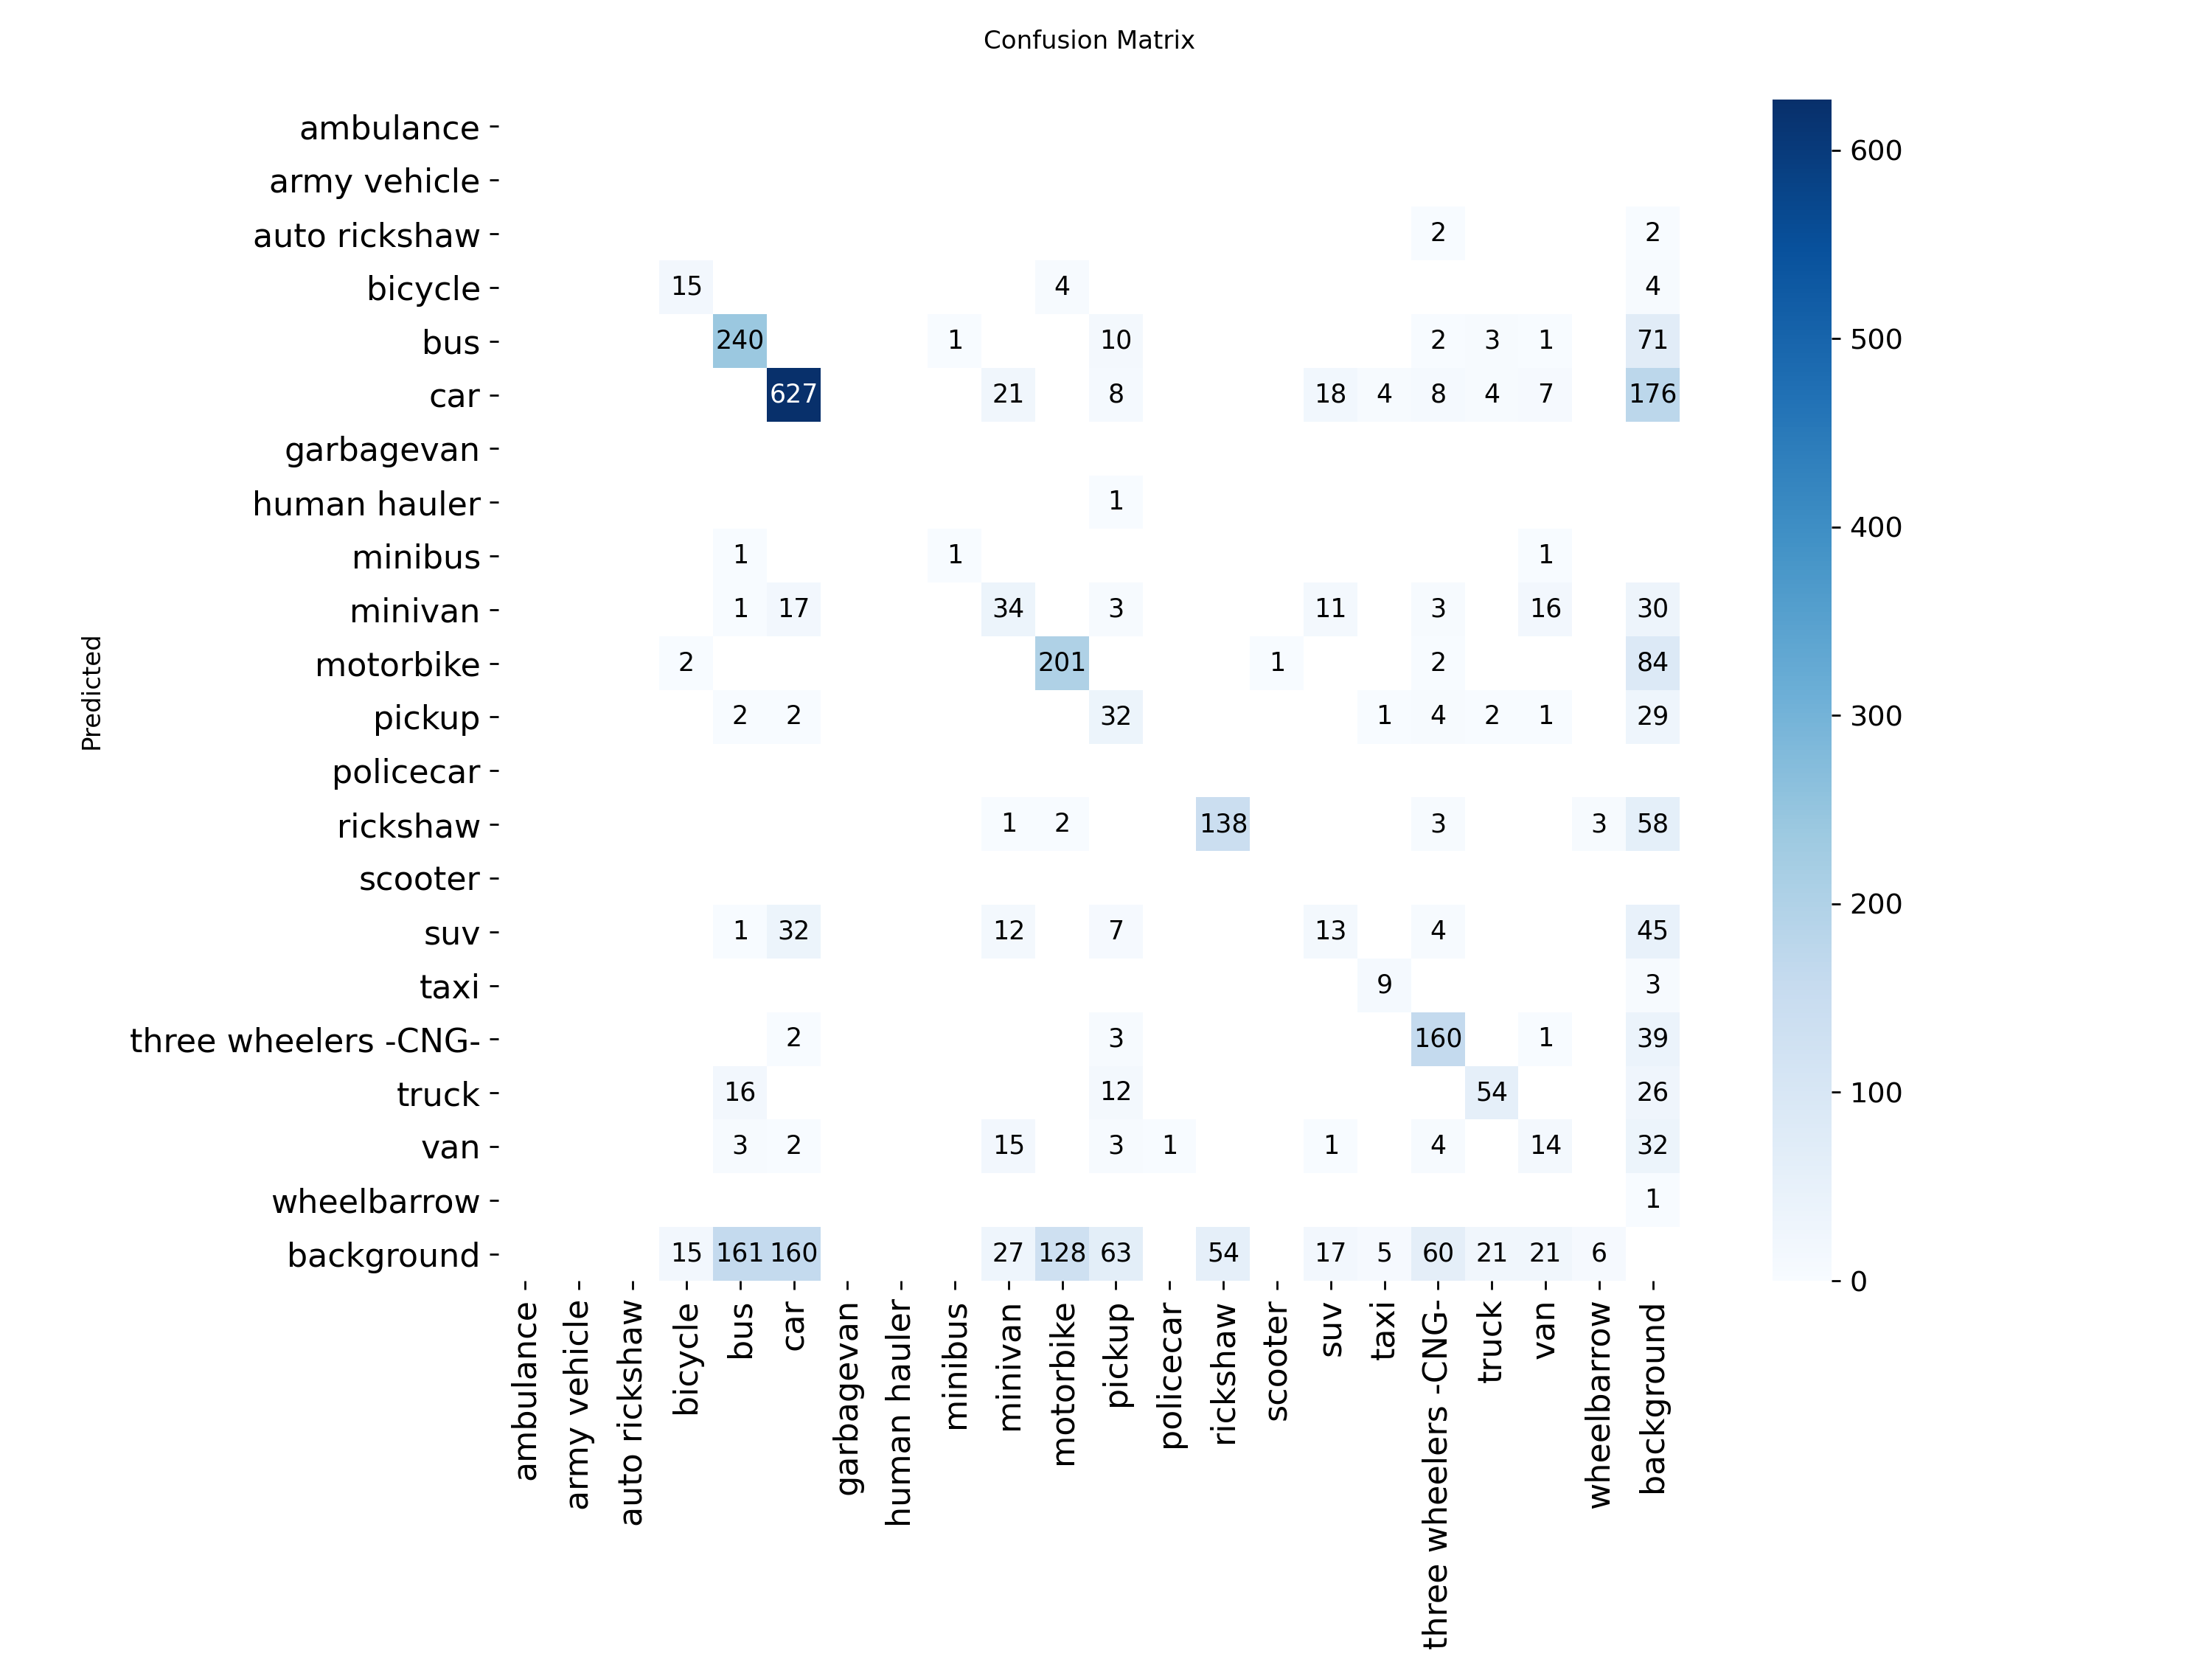 Confusion Matrix
ambulance
army vehicle
auto rickshaw 2 2
bicycle 15 4 4
bus 240 1 10 2 3 1 71
car 627 21 8 18 4 8 4 7 176
garbagevan
human hauler 1
minibus 1 1 1
minivan 1 17 34 3 11 3 16 30
motorbike 2 201 1 2 84
pickup 2 2 32 1 4 2 1 29
policecar
rickshaw 1 2 138 3 3 58
scooter
suv 1 32 12 7 13 4 45
taxi 9 3
three wheelers -CNG- 2 3 160 1 39
truck 16 12 54 26
van 3 2 15 3 1 1 4 14 32
wheelbarrow 1
background 15 161 160 27 128 63 54 17 5 60 21 21 6
Predicted
ambulance
army vehicle
auto rickshaw
bicycle
bus
car
garbagevan
human hauler
minibus
minivan
motorbike
pickup
policecar
rickshaw
scooter
suv
taxi
three wheelers -CNG-
truck
van
wheelbarrow
background
600
500
400
300
200
100
0